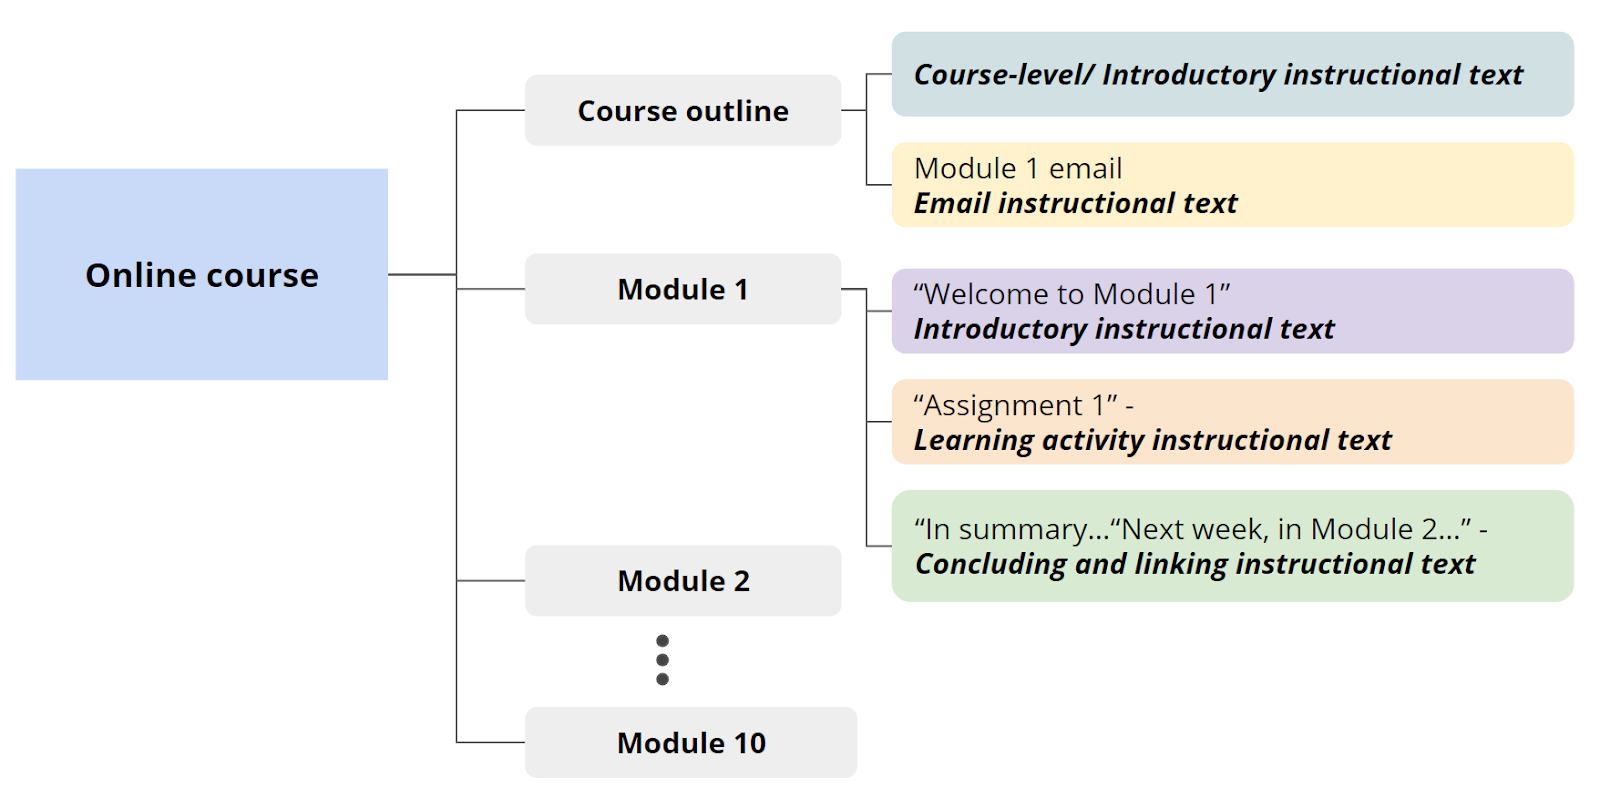 Online course
Course outline
Course-level/ Introductory instructional text
Module 1 email
Email instructional text
Module 1
“Welcome to Module 1”
Introductory instructional text
“Assignment 1” -
Learning activity instructional text
“In summary...“Next week, in Module 2...” -
Concluding and linking instructional text
Module 2
Module 10